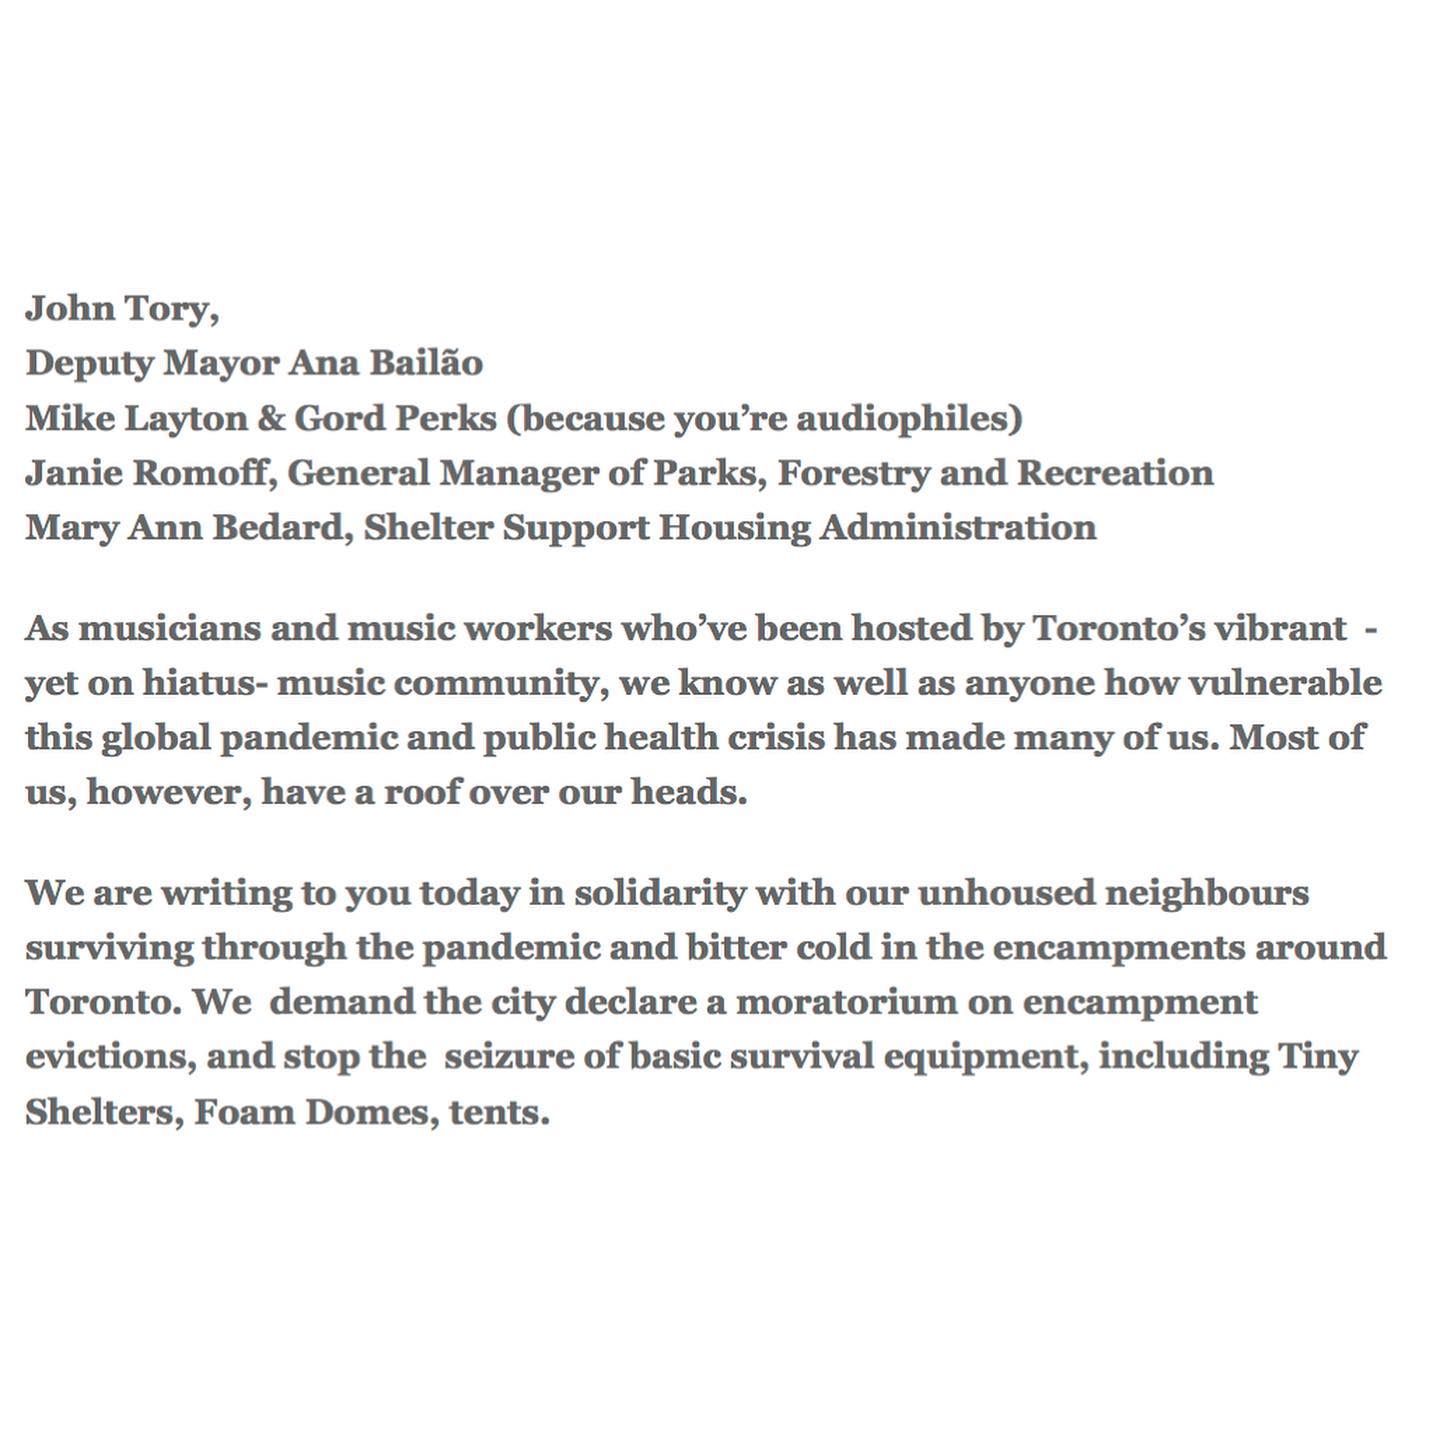 John Tory,
Deputy Mayor Ana Bailão
Mike Layton & Gord Perks (because you’re audiophiles)
Janie Romoff, General Manager of Parks, Forestry and Recreation
Mary Ann Bedard, Shelter Support Housing Administration
As musicians and music workers who’ve been hosted by Toronto’s vibrant  -
yet on hiatus- music community, we know as well as anyone how vulnerable
this global pandemic and public health crisis has made many of us. Most of
us, however, have a roof over our heads.
We are writing to you today in solidarity with our unhoused neighbours
surviving through the pandemic and bitter cold in the encampments around
Toronto. We  demand the city declare a moratorium on encampment
evictions, and stop the  seizure of basic survival equipment, including Tiny
Shelters, Foam Domes, tents.